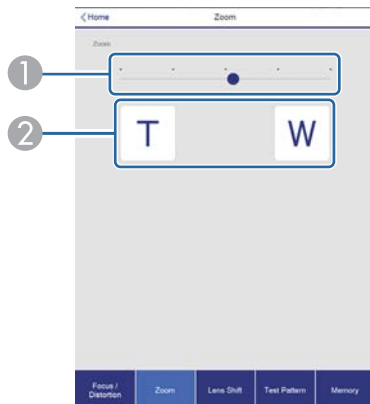 < Home
Zoom
Zoom
1
2
T
W
Focus / Distortion
Zoom
Lens Shift
Test Pattern
Memory